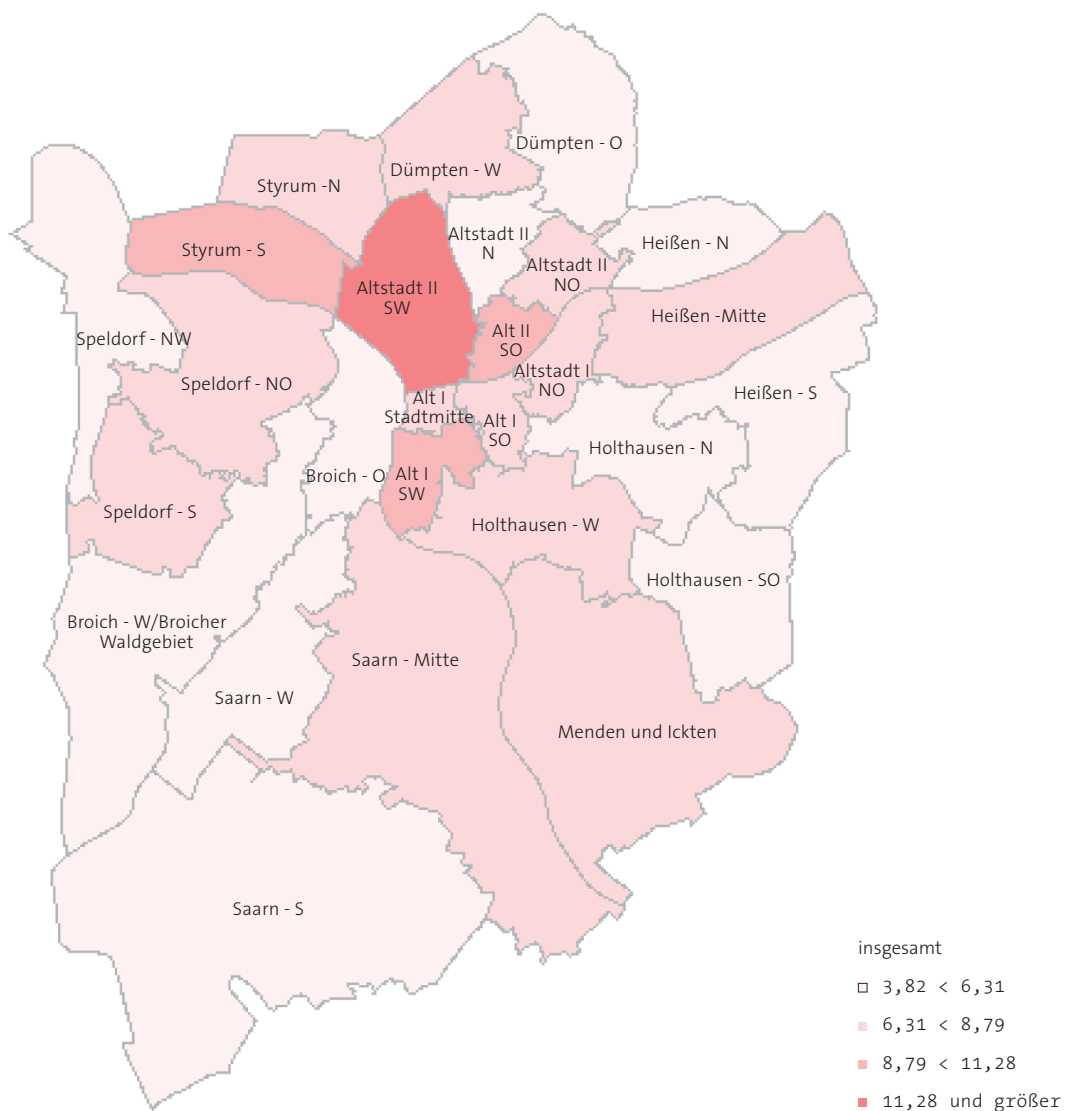 Dümpten - O
Dümpten - W
Styrum -N
Altstadt II
N
Heißen - N
Styrum - S
Altstadt II
NO
Altstadt II
SW
Heißen -Mitte
Alt II
SO
Speldorf - NW
Altstadt I
NO
Speldorf - NO
Heißen - S
Alt I
Stadtmitte
Alt I
SO
Holthausen - N
Broich - O
Alt I
SW
Speldorf - S
Holthausen - W
Holthausen - SO
Broich - W/Broicher
Waldgebiet
Saarn - Mitte
Saarn - W
Menden und Ickten
Saarn - S
insgesamt
3,82 < 6,31
6,31 < 8,79
8,79 < 11,28
11,28 und größer